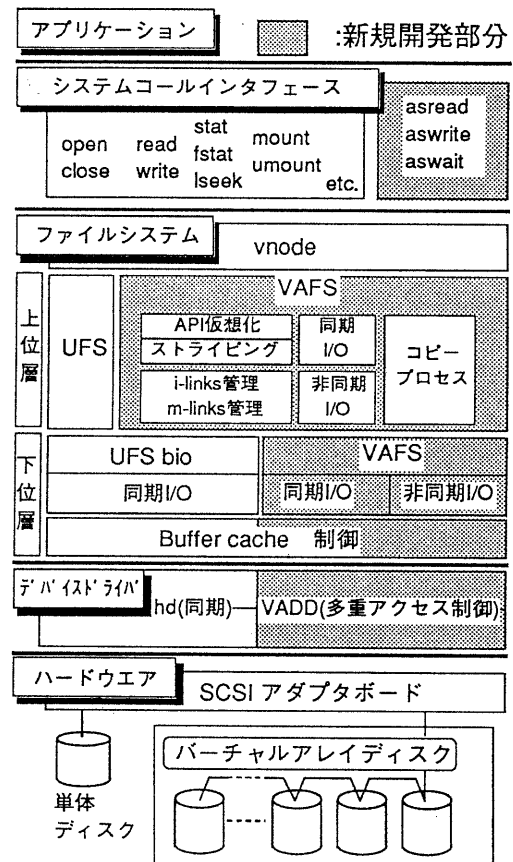 アプリケーション
:新規開発部分
システムコールインタフェース
open read stat mount
close write fstat umount
lseek etc.
asread
aswrite
aswait
ファイルシステム
vnode
上位層
UFS
VAFS
API仮想化
ストライピング
同期
I/O
i-links管理
m-links管理
非同期
I/O
コピー
プロセス
下位層
UFS bio
VAFS
同期I/O
同期I/O
非同期I/O
Buffer cache 制御
デバイスドライバ
hd(同期)
VADD(多重アクセス制御)
ハードウエア
SCSI アダプタボード
単体
ディスク
バーチャルアレイディスク